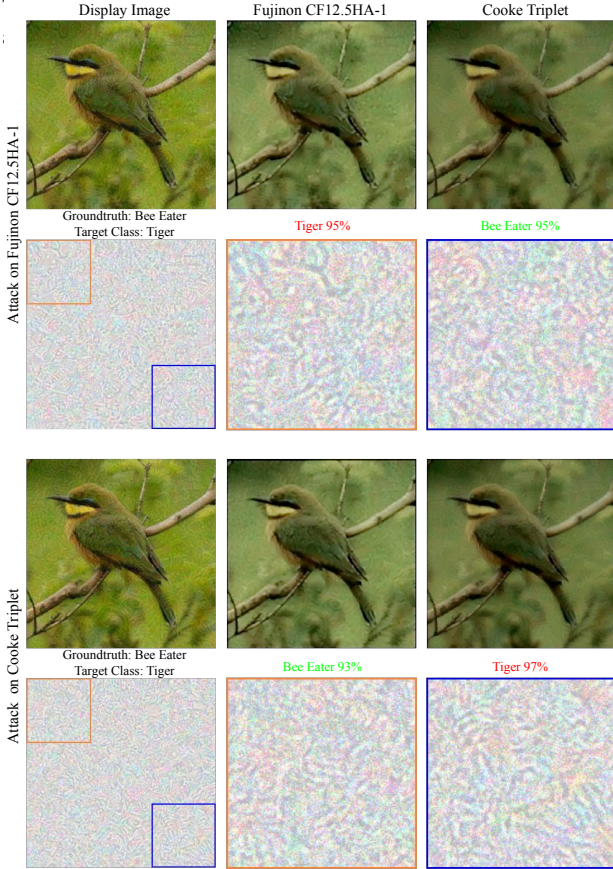 Display Image Fujinon CF12.5HA-1 Cooke Triplet
Attack on Fujinon CF12.5HA-1
Groundtruth: Bee Eater
Target Class: Tiger
Tiger 95%
Bee Eater 95%
Attack on Cooke Triplet
Groundtruth: Bee Eater
Target Class: Tiger
Bee Eater 93%
Tiger 97%